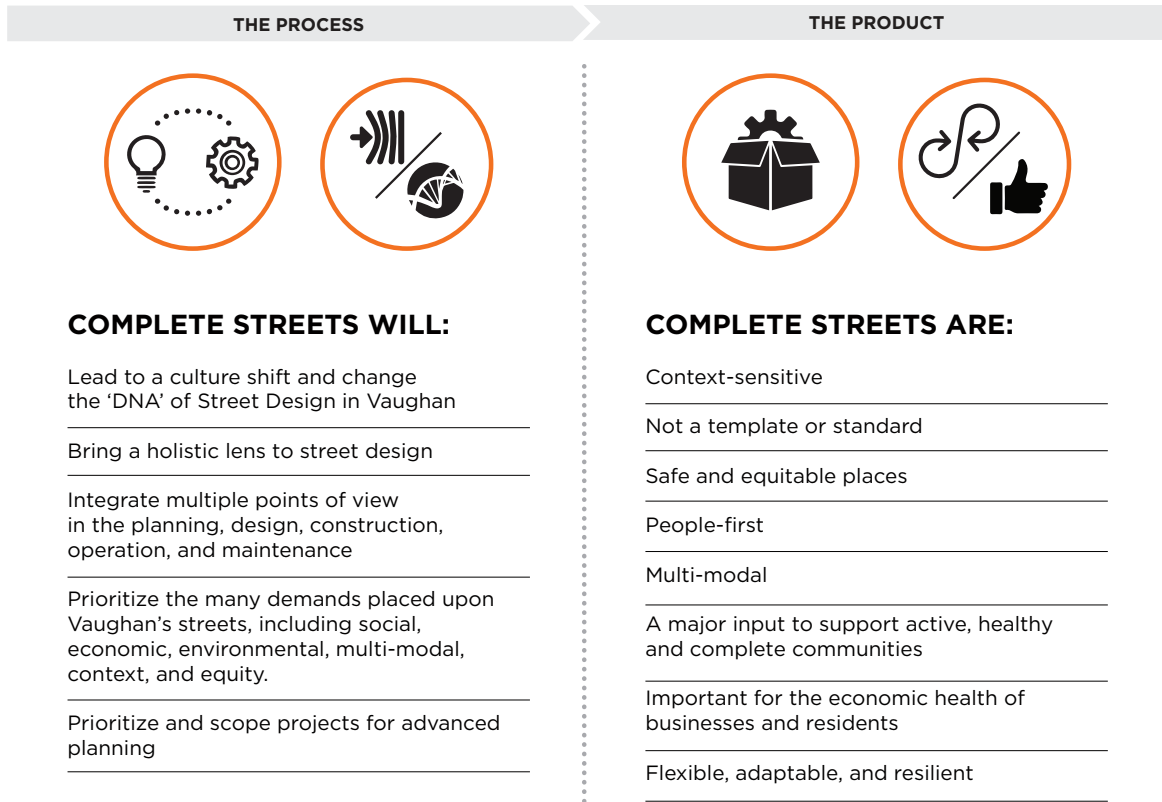 THE PROCESS
THE PRODUCT
COMPLETE STREETS WILL:
Lead to a culture shift and change
the ‘DNA’ of Street Design in Vaughan
Bring a holistic lens to street design
Integrate multiple points of view
in the planning, design, construction,
operation, and maintenance
Prioritize the many demands placed upon
Vaughan’s streets, including social,
economic, environmental, multi-modal,
context, and equity.
Prioritize and scope projects for advanced
planning
COMPLETE STREETS ARE:
Context-sensitive
Not a template or standard
Safe and equitable places
People-first
Multi-modal
A major input to support active, healthy
and complete communities
Important for the economic health of
businesses and residents
Flexible, adaptable, and resilient